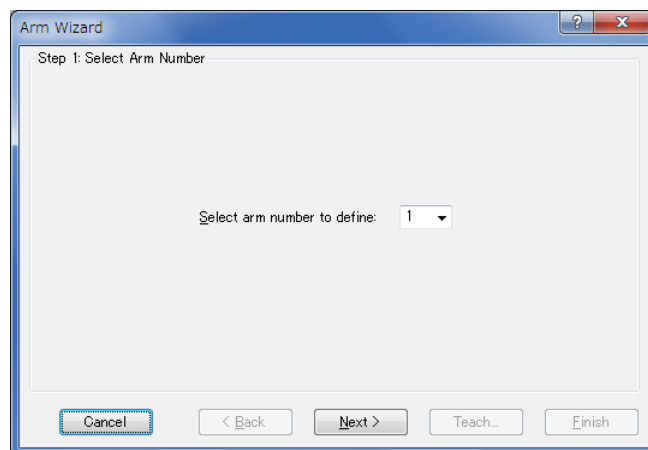 Arm Wizard
?
X
Step 1: Select Arm Number
Select arm number to define:
1
Cancel
< Back
Next >
Teach...
Finish